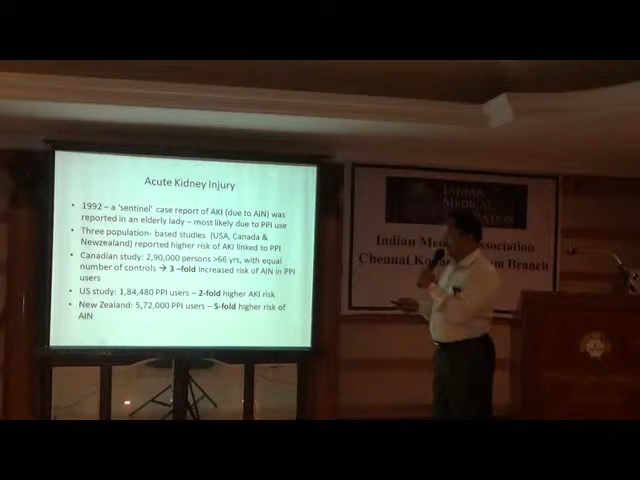 Acute Kidney Injury
• 1992 – a 'sentinel' case report of AKI (due to AIN) was
reported in an elderly lady – most likely due to PPI use
• Three population- based studies (USA, Canada &
Newzealand) reported higher risk of AKI linked to PPI
• Canadian study: 2,90,000 persons >66 yrs, with equal
number of controls → 3 –fold increased risk of AIN in PPI
users
• US study: 1,84,480 PPI users – 2-fold higher AKI risk
• New Zealand: 5,72,000 PPI users – 5-fold higher risk of
AIN
INDIAN
MEDICAL
Indian Association
Chennai Branch